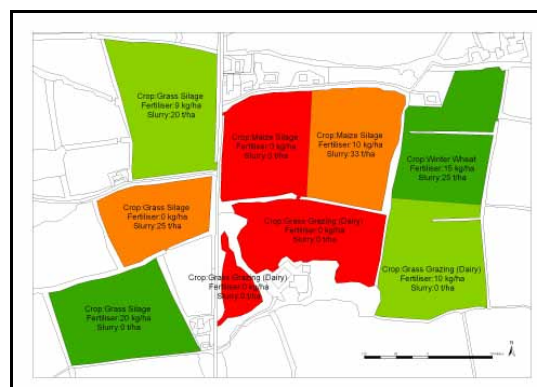 Crop:Grass Silage
Fertiliser:9 kg/ha
Slurry:20 t/ha
Crop:Maize Silage
Fertiliser:0 kg/ha
Slurry:0 t/ha
Crop:Maize Silage
Fertiliser:10 kg/ha
Slurry:33 t/ha
Crop:Winter Wheat
Fertiliser:15 kg/ha
Slurry:25 t/ha
Crop:Grass Silage
Fertiliser:0 kg/ha
Slurry:25 t/ha
Crop:Grass Grazing (Dairy)
Fertiliser:0 kg/ha
Slurry:0 t/ha
Crop:Grass Grazing (Dairy)
Fertiliser:0 kg/ha
Slurry:0 t/ha
Crop:Grass Grazing (Dairy)
Fertiliser:10 kg/ha
Slurry:0 t/ha
Crop:Grass Silage
Fertiliser:20 kg/ha
Slurry:0 t/ha
N